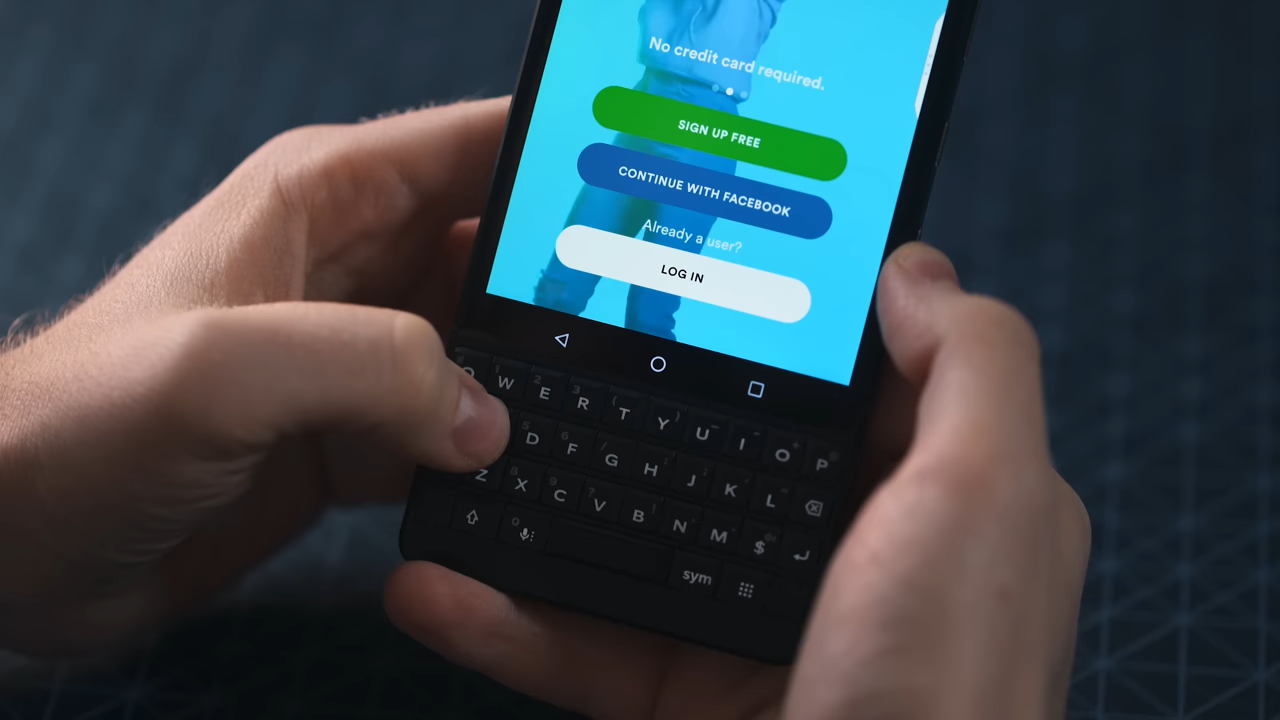 No credit card required.
SIGN UP FREE
CONTINUE WITH FACEBOOK
Already a user?
LOG IN
Q W E R T Y U I O P
D F G H J K L
Z X C V B N M $
sym